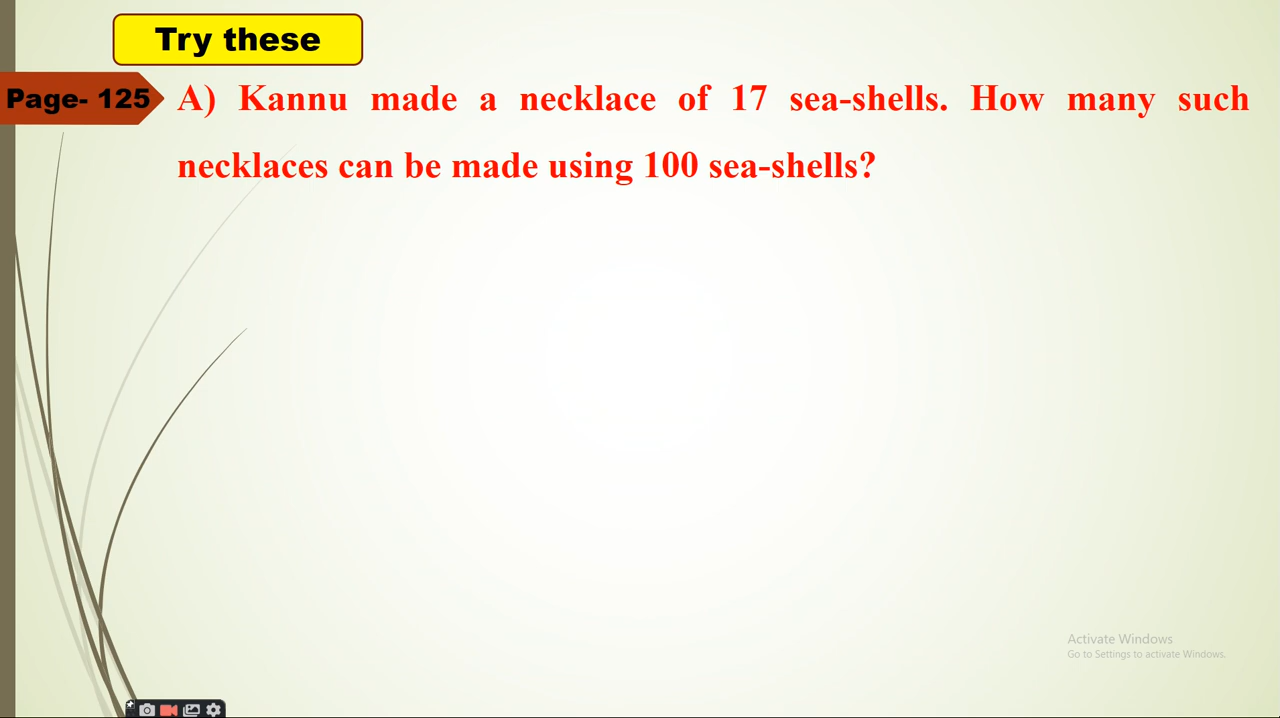 Try these
Page- 125
A) Kannu made a necklace of 17 sea-shells. How many such
necklaces can be made using 100 sea-shells?
Activate Windows
Go to Settings to activate Windows.